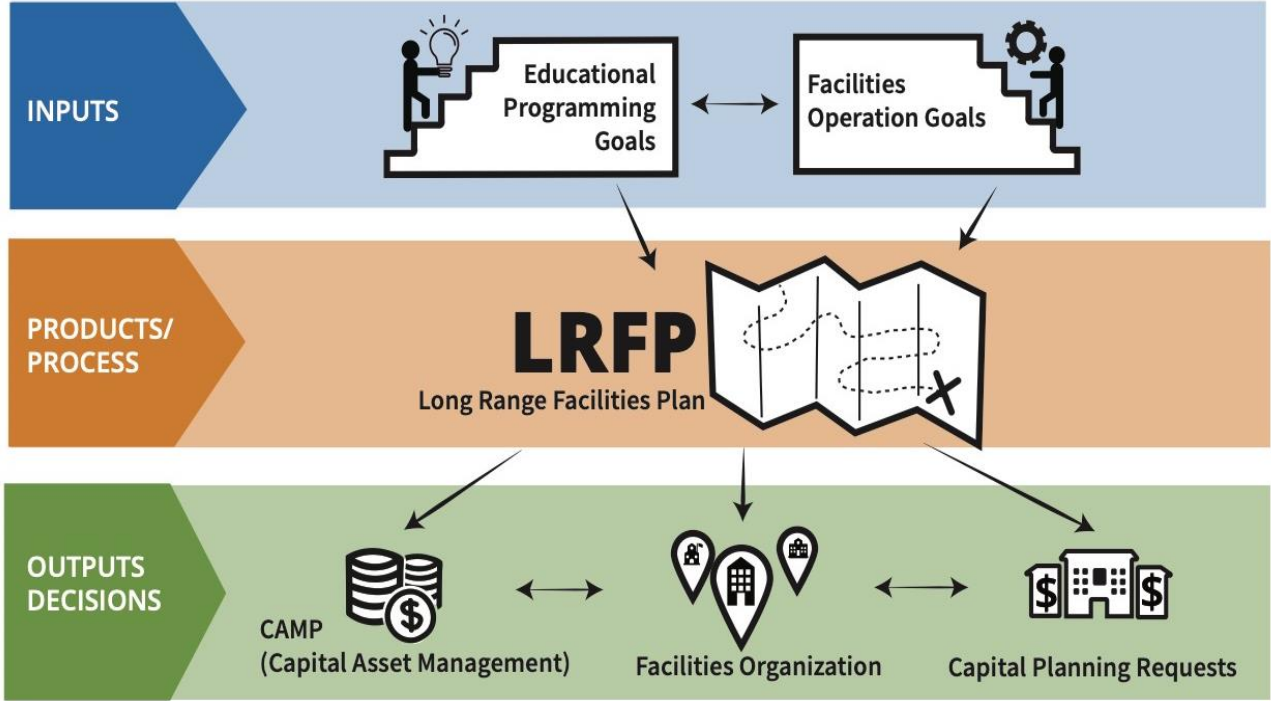 INPUTS
Educational
Programming
Goals
Facilities
Operation Goals
PRODUCTS/
PROCESS
LRFP
Long Range Facilities Plan
OUTPUTS
DECISIONS
$
CAMP
(Capital Asset Management)
Facilities Organization
$ $
Capital Planning Requests